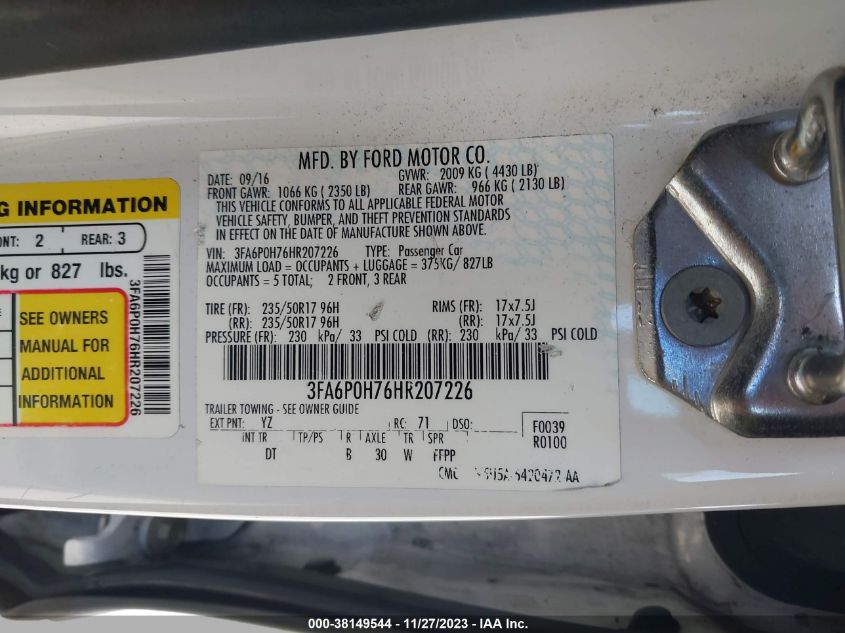 MFD. BY FORD MOTOR CO.
DATE: 09/16 GVWR: 2009 KG ( 4430 LB)
FRONT GAWR: 1066 KG ( 2350 LB) REAR GAWR: 966 KG ( 2130 LB)
THIS VEHICLE CONFORMS TO ALL APPLICABLE FEDERAL MOTOR
VEHICLE SAFETY, BUMPER, AND THEFT PREVENTION STANDARDS
IN EFFECT ON THE DATE OF MANUFACTURE SHOWN ABOVE.
VIN: 3FA6P0H76HR207226 TYPE: Passenger Car
MAXIMUM LOAD = OCCUPANTS + LUGGAGE = 375KG/ 827LB
OCCUPANTS = 5 TOTAL; 2 FRONT, 3 REAR
TIRE (FR): 235/50R17 96H RIMS (FR): 17x7.5J
(RR): 235/50R17 96H (RR): 17x7.5J
PRESSURE (FR): 230 kPa/ 33 PSI COLD (RR): 230 kPa/ 33 PSI COLD
3FA6P0H76HR207226
TRAILER TOWING - SEE OWNER GUIDE
EXT PNT: YZ RC: 71 DSO: F0039
INT TR TP/PS R AXLE TR SPR R0100
DT B 30 W FFPP
CMC
G INFORMATION
NT: 2 REAR: 3
kg or 827 lbs.
SEE OWNERS
MANUAL FOR
ADDITIONAL
INFORMATION
3FA6P0H76HR207226
000-38149544 - 11/27/2023 - IAA Inc.